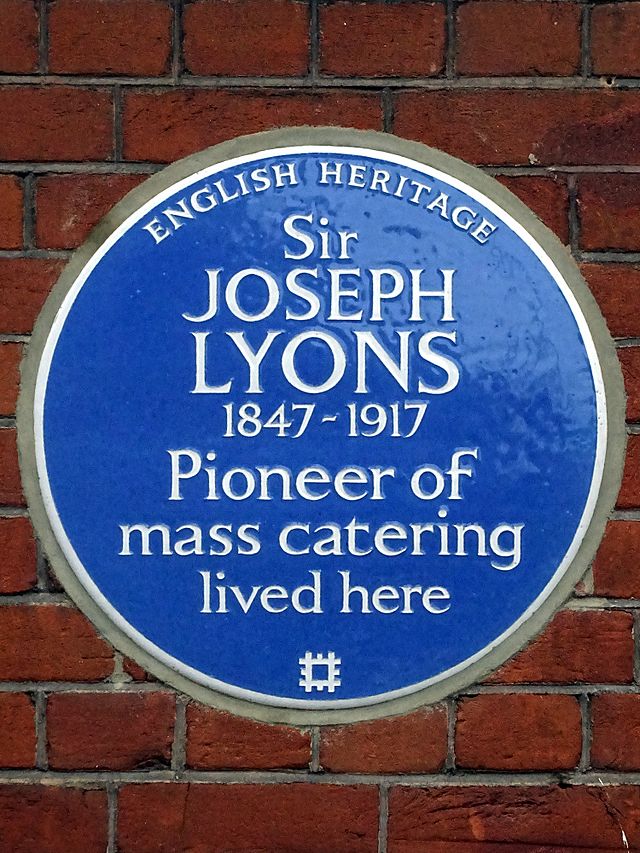 ENGLISH HERITAGE
Sir
JOSEPH
LYONS
1847-1917
Pioneer of
mass catering
lived here